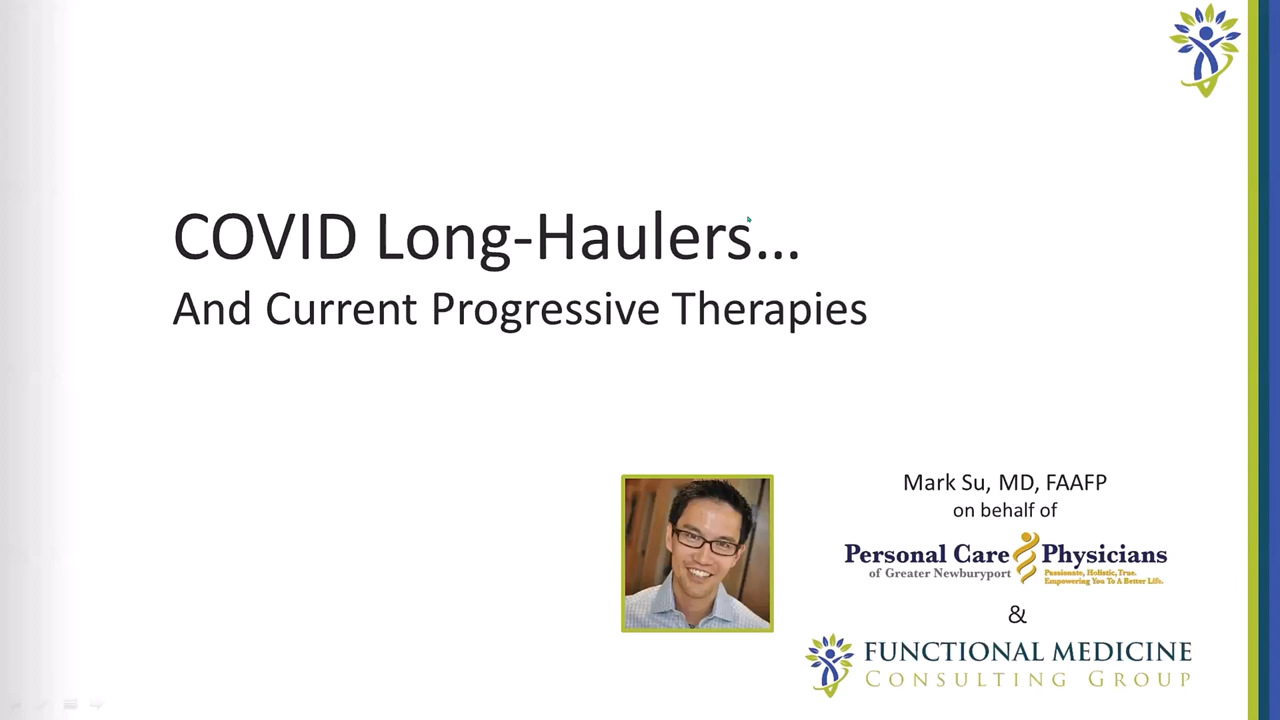 COVID Long-Haulers...
And Current Progressive Therapies
Mark Su, MD, FAAFP
on behalf of
Personal Care Physicians
of Greater Newburyport Passionate, Holistic, True.
Empowering You To A Better Life.
&
FUNCTIONAL MEDICINE
CONSULTING GROUP